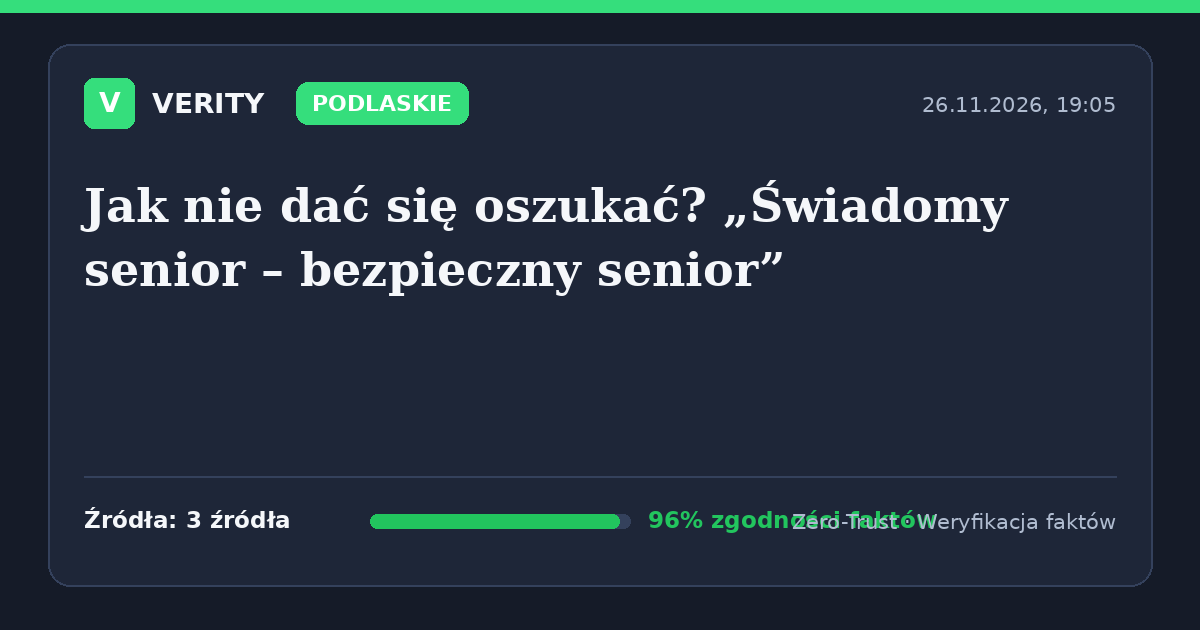 V VERITY PODLASKIE 26.11.2026, 19:05
Jak nie dać się oszukać? „Świadomy
senior – bezpieczny senior”
Źródła: 3 źródła 96% zgodności faktów Zero-Trust · Weryfikacja faktów